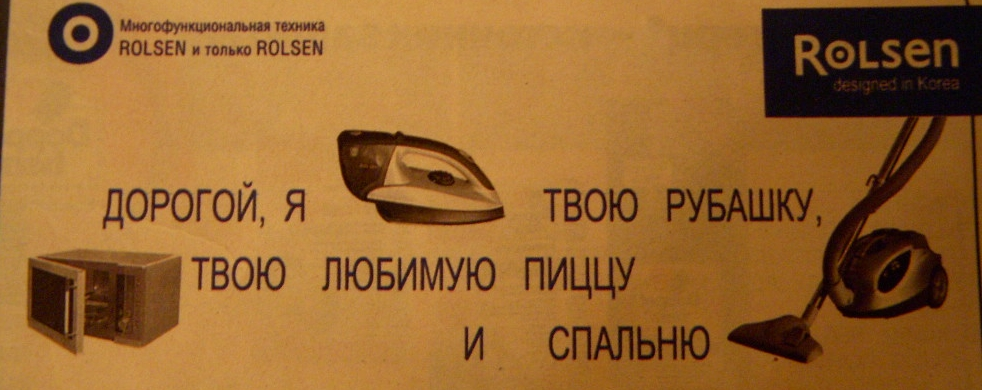 Многофункциональная техника
ROLSEN и только ROLSEN
ROLSEN
designed in Korea
ДОРОГОЙ, Я ТВОЮ РУБАШКУ,
ТВОЮ ЛЮБИМУЮ ПИЦЦУ
И СПАЛЬНЮ